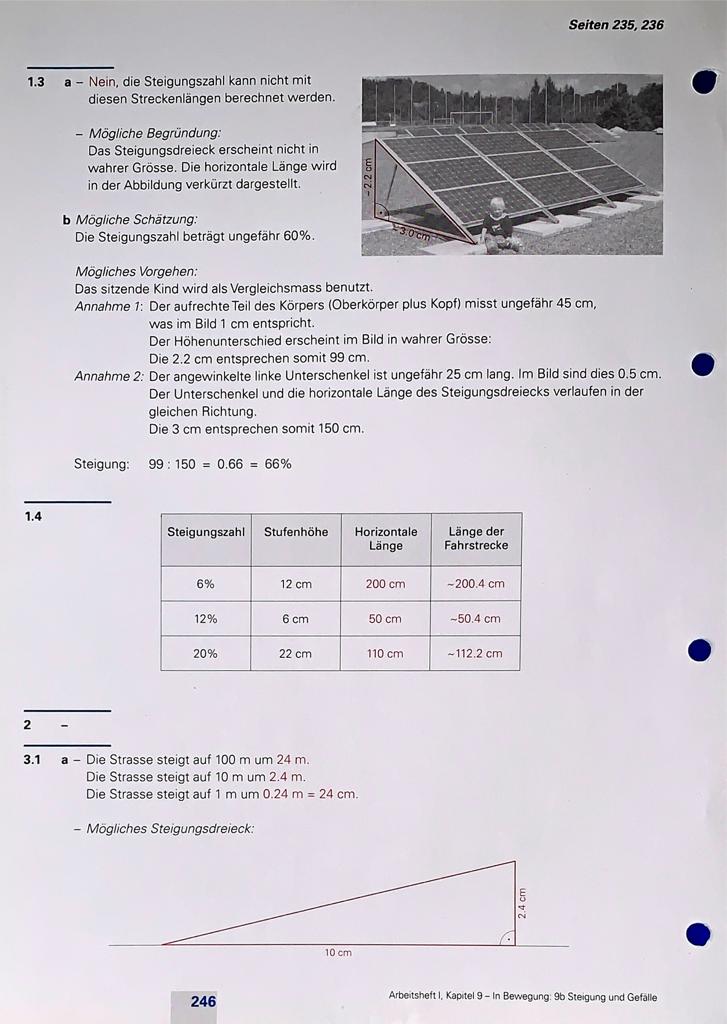 Seiten 235, 236
1.3 a – Nein, die Steigungszahl kann nicht mit
diesen Streckenlängen berechnet werden.
– Mögliche Begründung:
Das Steigungsdreieck erscheint nicht in
wahrer Grösse. Die horizontale Länge wird
in der Abbildung verkürzt dargestellt.
~2.2 cm
~3.0 cm
b Mögliche Schätzung:
Die Steigungszahl beträgt ungefähr 60%.
Mögliches Vorgehen:
Das sitzende Kind wird als Vergleichsmass benutzt.
Annahme 1: Der aufrechte Teil des Körpers (Oberkörper plus Kopf) misst ungefähr 45 cm,
was im Bild 1 cm entspricht.
Der Höhenunterschied erscheint im Bild in wahrer Grösse:
Die 2.2 cm entsprechen somit 99 cm.
Annahme 2: Der angewinkelte linke Unterschenkel ist ungefähr 25 cm lang. Im Bild sind dies 0.5 cm.
Der Unterschenkel und die horizontale Länge des Steigungsdreiecks verlaufen in der
gleichen Richtung.
Die 3 cm entsprechen somit 150 cm.
Steigung: 99 : 150 = 0.66 = 66%
1.4
Steigungszahl Stufenhöhe Horizontale Länge der
Länge Fahrstrecke
6% 12 cm 200 cm ~200.4 cm
12% 6 cm 50 cm ~50.4 cm
20% 22 cm 110 cm ~112.2 cm
2 –
3.1 a – Die Strasse steigt auf 100 m um 24 m.
Die Strasse steigt auf 10 m um 2.4 m.
Die Strasse steigt auf 1 m um 0.24 m = 24 cm.
– Mögliches Steigungsdreieck:
2.4 cm
10 cm
246
Arbeitsheft I, Kapitel 9 – In Bewegung: 9b Steigung und Gefälle